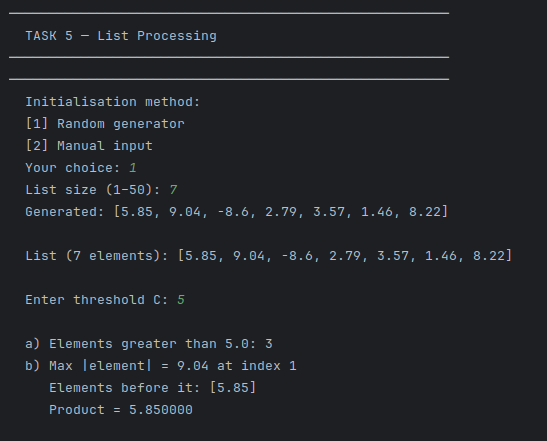 TASK 5 — List Processing
Initialisation method:
[1] Random generator
[2] Manual input
Your choice: 1
List size (1-50): 7
Generated: [5.85, 9.04, -8.6, 2.79, 3.57, 1.46, 8.22]
List (7 elements): [5.85, 9.04, -8.6, 2.79, 3.57, 1.46, 8.22]
Enter threshold C: 5
a) Elements greater than 5.0: 3
b) Max |element| = 9.04 at index 1
Elements before it: [5.85]
Product = 5.850000